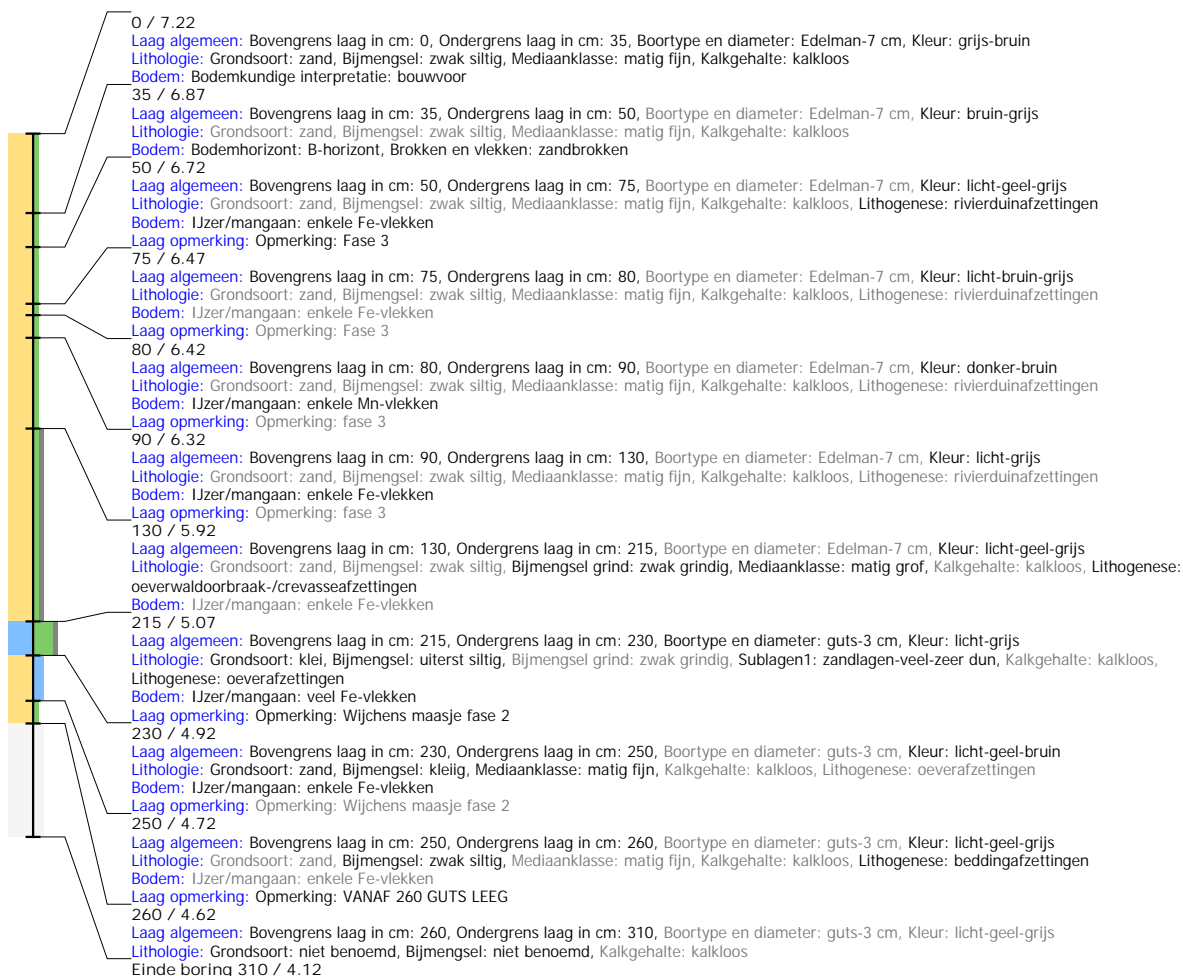 0 / 7.22
Laag algemeen: Bovengrens laag in cm: 0, Ondergrens laag in cm: 35, Boortype en diameter: Edelman-7 cm, Kleur: grijs-bruin
Lithologie: Grondsoort: zand, Bijmengsel: zwak siltig, Mediaanklasse: matig fijn, Kalkgehalte: kalkloos
Bodem: Bodemkundige interpretatie: bouwvoor
35 / 6.87
Laag algemeen: Bovengrens laag in cm: 35, Ondergrens laag in cm: 50, Boortype en diameter: Edelman-7 cm, Kleur: bruin-grijs
Lithologie: Grondsoort: zand, Bijmengsel: zwak siltig, Mediaanklasse: matig fijn, Kalkgehalte: kalkloos
Bodem: Bodemhorizont: B-horizont, Brokken en vlekken: zandbrokken
50 / 6.72
Laag algemeen: Bovengrens laag in cm: 50, Ondergrens laag in cm: 75, Boortype en diameter: Edelman-7 cm, Kleur: licht-geel-grijs
Lithologie: Grondsoort: zand, Bijmengsel: zwak siltig, Mediaanklasse: matig fijn, Kalkgehalte: kalkloos, Lithogenese: rivierduinafzettingen
Bodem: IJzer/mangaan: enkele Fe-vlekken
Laag opmerking: Opmerking: Fase 3
75 / 6.47
Laag algemeen: Bovengrens laag in cm: 75, Ondergrens laag in cm: 80, Boortype en diameter: Edelman-7 cm, Kleur: licht-bruin-grijs
Lithologie: Grondsoort: zand, Bijmengsel: zwak siltig, Mediaanklasse: matig fijn, Kalkgehalte: kalkloos, Lithogenese: rivierduinafzettingen
Bodem: IJzer/mangaan: enkele Fe-vlekken
Laag opmerking: Opmerking: Fase 3
80 / 6.42
Laag algemeen: Bovengrens laag in cm: 80, Ondergrens laag in cm: 90, Boortype en diameter: Edelman-7 cm, Kleur: donker-bruin
Lithologie: Grondsoort: zand, Bijmengsel: zwak siltig, Mediaanklasse: matig fijn, Kalkgehalte: kalkloos, Lithogenese: rivierduinafzettingen
Bodem: IJzer/mangaan: enkele Mn-vlekken
Laag opmerking: Opmerking: fase 3
90 / 6.32
Laag algemeen: Bovengrens laag in cm: 90, Ondergrens laag in cm: 130, Boortype en diameter: Edelman-7 cm, Kleur: licht-grijs
Lithologie: Grondsoort: zand, Bijmengsel: zwak siltig, Mediaanklasse: matig fijn, Kalkgehalte: kalkloos, Lithogenese: rivierduinafzettingen
Bodem: IJzer/mangaan: enkele Fe-vlekken
Laag opmerking: Opmerking: fase 3
130 / 5.92
Laag algemeen: Bovengrens laag in cm: 130, Ondergrens laag in cm: 215, Boortype en diameter: Edelman-7 cm, Kleur: licht-geel-grijs
Lithologie: Grondsoort: zand, Bijmengsel: zwak siltig, Bijmengsel grind: zwak grindig, Mediaanklasse: matig grof, Kalkgehalte: kalkloos, Lithogenese:
oeverwaldoorbraak-/crevasseafzettingen
Bodem: IJzer/mangaan: enkele Fe-vlekken
215 / 5.07
Laag algemeen: Bovengrens laag in cm: 215, Ondergrens laag in cm: 230, Boortype en diameter: guts-3 cm, Kleur: licht-grijs
Lithologie: Grondsoort: klei, Bijmengsel: uiterst siltig, Bijmengsel grind: zwak grindig, Sublagen1: zandlagen-veel-zeer dun, Kalkgehalte: kalkloos,
Lithogenese: oeverafzettingen
Bodem: IJzer/mangaan: veel Fe-vlekken
Laag opmerking: Opmerking: Wijchens maasje fase 2
230 / 4.92
Laag algemeen: Bovengrens laag in cm: 230, Ondergrens laag in cm: 250, Boortype en diameter: guts-3 cm, Kleur: licht-geel-bruin
Lithologie: Grondsoort: zand, Bijmengsel: kleiig, Mediaanklasse: matig fijn, Kalkgehalte: kalkloos, Lithogenese: oeverafzettingen
Bodem: IJzer/mangaan: enkele Fe-vlekken
Laag opmerking: Opmerking: Wijchens maasje fase 2
250 / 4.72
Laag algemeen: Bovengrens laag in cm: 250, Ondergrens laag in cm: 260, Boortype en diameter: guts-3 cm, Kleur: licht-geel-grijs
Lithologie: Grondsoort: zand, Bijmengsel: zwak siltig, Mediaanklasse: matig fijn, Kalkgehalte: kalkloos, Lithogenese: beddingafzettingen
Bodem: IJzer/mangaan: enkele Fe-vlekken
Laag opmerking: Opmerking: VANAF 260 GUTS LEEG
260 / 4.62
Laag algemeen: Bovengrens laag in cm: 260, Ondergrens laag in cm: 310, Boortype en diameter: guts-3 cm, Kleur: licht-geel-grijs
Lithologie: Grondsoort: niet benoemd, Bijmengsel: niet benoemd, Kalkgehalte: kalkloos
Einde boring 310 / 4.12